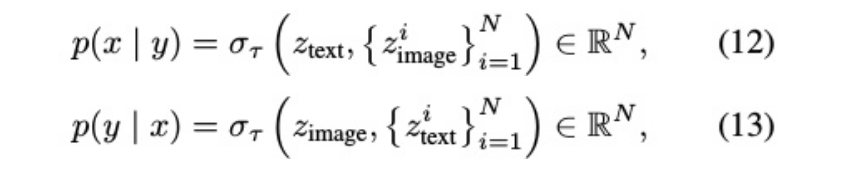 p(x | y) = σ_τ ( z_text, { z^i_image }^N_{i=1} ) ∈ ℝ^N, (12)
p(y | x) = σ_τ ( z_image, { z^i_text }^N_{i=1} ) ∈ ℝ^N, (13)